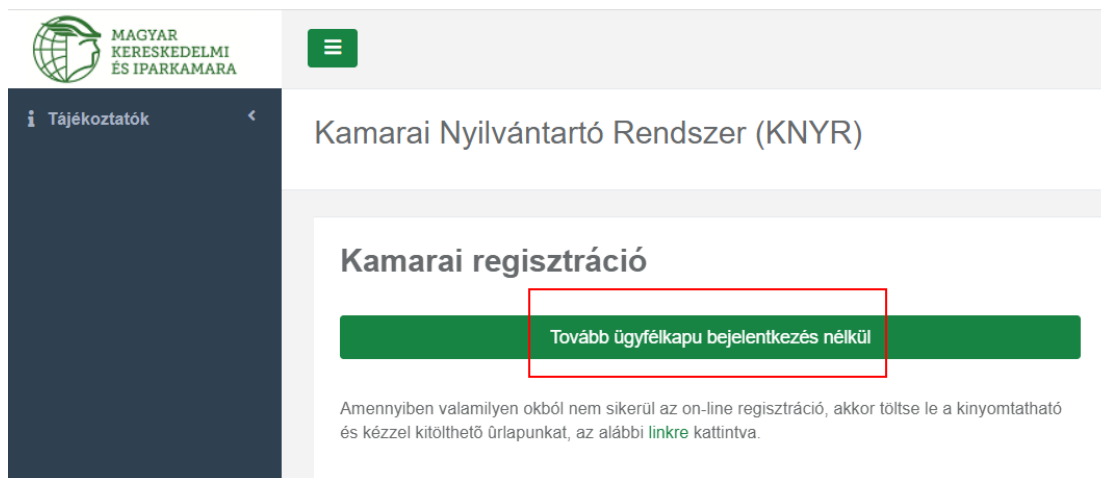 MAGYAR
KERESKEDELMI
ÉS IPARKAMARA
Tájékoztatók
Kamarai Nyilvántartó Rendszer (KNYR)
Kamarai regisztráció
Tovább ügyfélkapu bejelentkezés nélkül
Amennyiben valamilyen okból nem sikerül az on-line regisztráció, akkor töltse le a kinyomtatható
és kézzel kitölthetõ ûrlapunkat, az alábbi linkre kattintva.